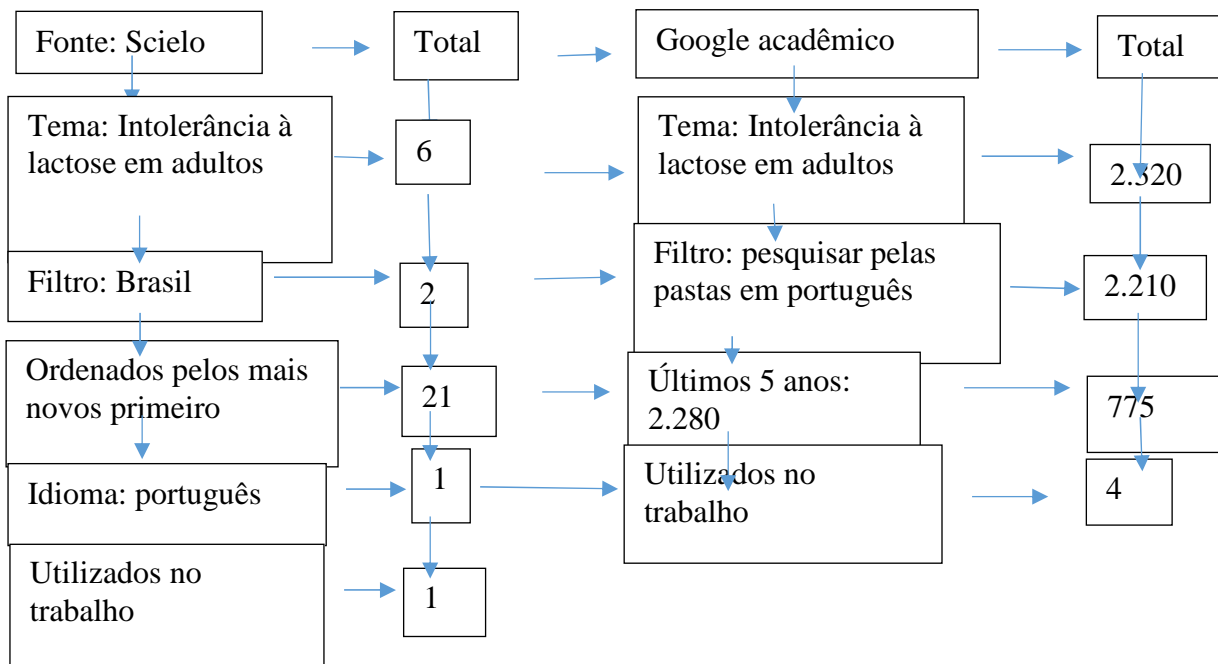 Fonte: Scielo
Total
Google acadêmico
Total
Tema: Intolerância à
lactose em adultos
6
Tema: Intolerância à
lactose em adultos
2.320
Filtro: Brasil
2
Filtro: pesquisar pelas
pastas em português
2.210
Ordenados pelos mais
novos primeiro
21
Últimos 5 anos:
2.280
775
Idioma: português
1
Utilizados no
trabalho
4
Utilizados no
trabalho
1